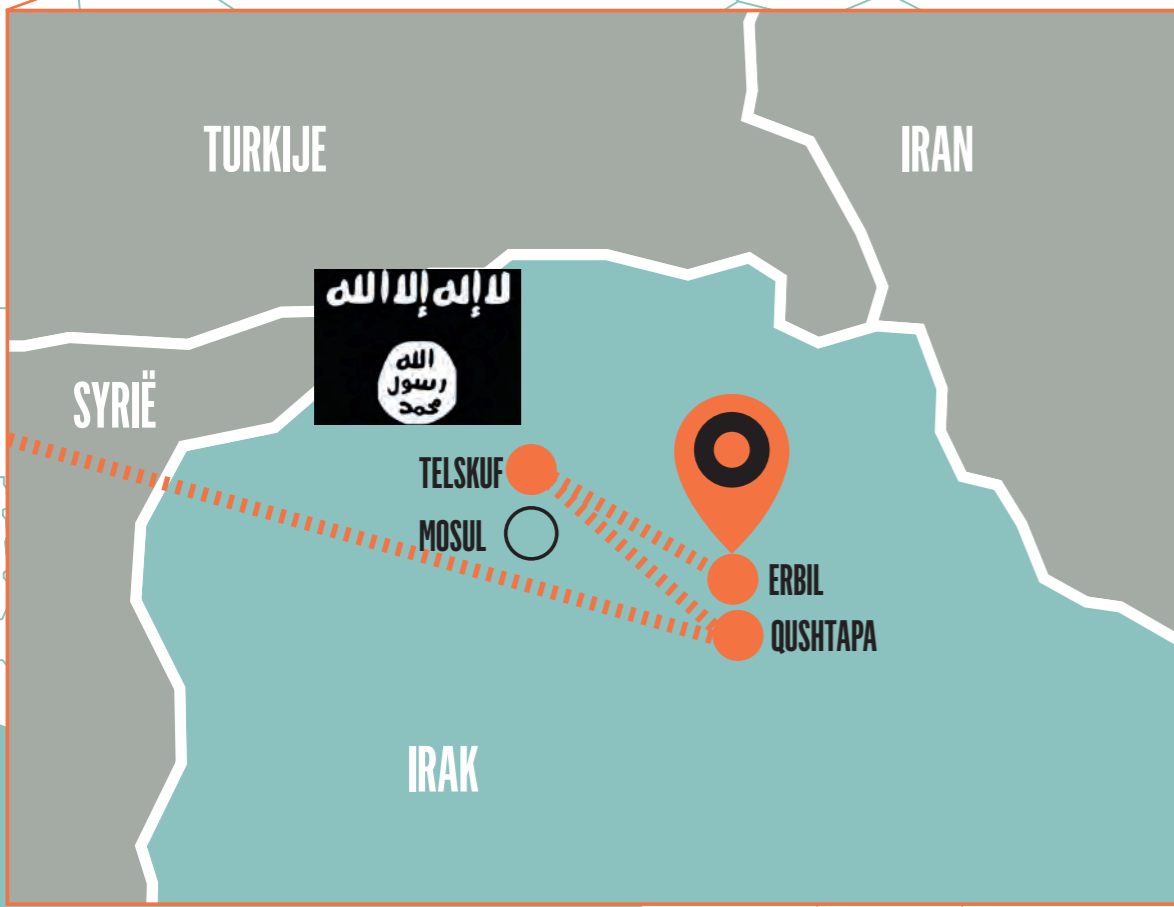 TURKIJE
IRAN
لا إله إلا الله
الله
رسول
محمد
SYRIË
TELSKUF
MOSUL
ERBIL
QUSHTAPA
IRAK